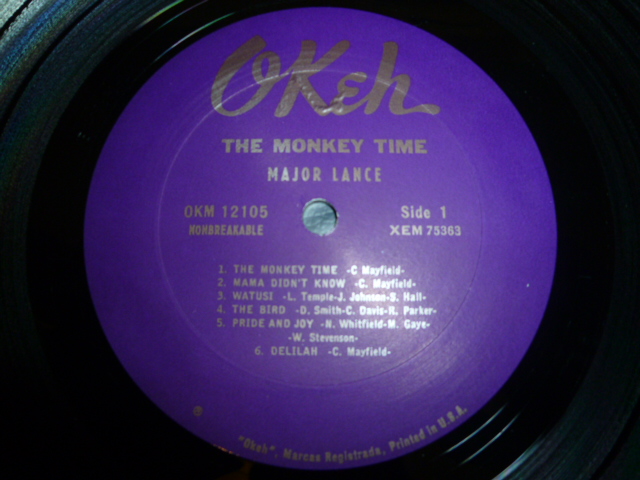 OKeh
THE MONKEY TIME
MAJOR LANCE
OKM 12105 Side 1
NONBREAKABLE XEM 75363
1. THE MONKEY TIME -C Mayfield-
2. MAMA DIDN'T KNOW -C. Mayfield-
3. WATUSI -L. Temple-J. Johnson-S. Hall-
4. THE BIRD -D. Smith-C. Davis-R. Parker-
5. PRIDE AND JOY -N. Whitfield-M. Gaye-
-W. Stevenson-
6. DELILAH -C. Mayfield-
"Okeh", Marcas Registrada, Printed in U.S.A.